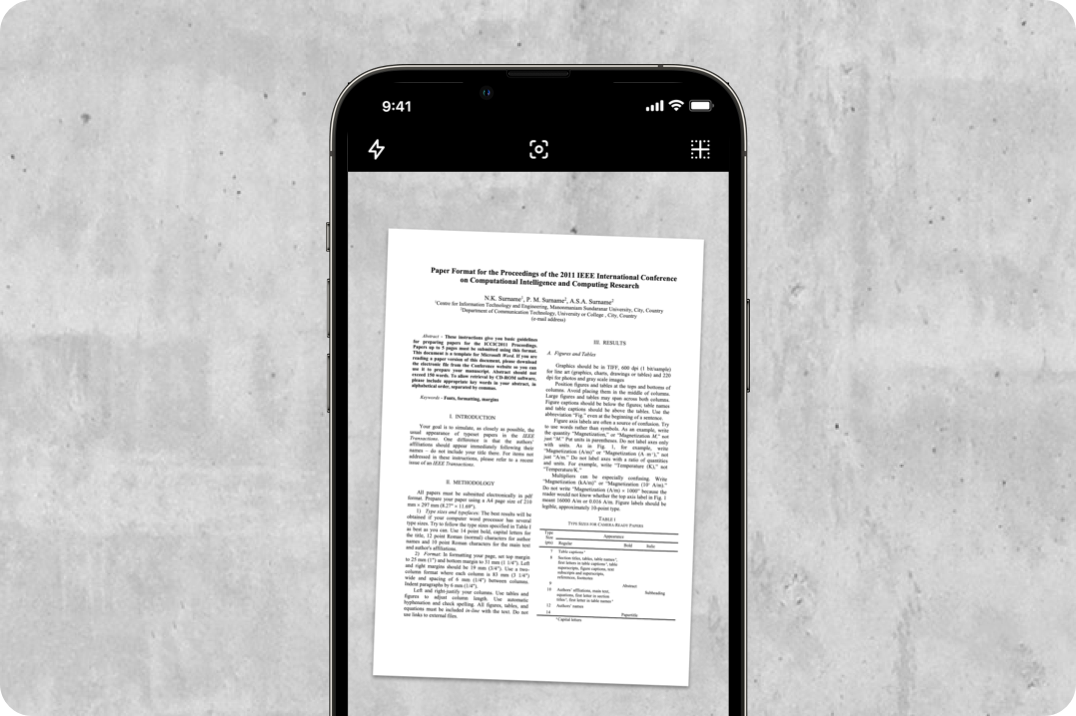 9:41
Paper Format for the Proceedings of the 2011 IEEE International Conference
on Computational Intelligence and Computing Research
N.K. Surname1, P. M. Surname2, A.S.A. Surname2
1Centre for Information Technology and Engineering, Manonmaniam Sundaranar University, City, Country
2Department of Communication Technology, University or College , City, Country
(e-mail address)
Abstract - These instructions give you basic guidelines
for preparing papers for the ICCIC2011 Proceedings.
Papers up to 5 pages must be submitted using this format.
This document is a template for Microsoft Word. If you are
reading a paper version of this document, please download
the electronic file from the Conference website so you can
use it to prepare your manuscript. Abstract should not
exceed 150 words. To allow retrieval by CD-ROM software,
please include appropriate key words in your abstract, in
alphabetical order, separated by commas.
Keywords - Fonts, formatting, margins
I. INTRODUCTION
Your goal is to simulate, as closely as possible, the
usual appearance of typeset papers in the IEEE
Transactions. One difference is that the authors'
affiliations should appear immediately following their
names – do not include your title there. For items not
addressed in these instructions, please refer to a recent
issue of an IEEE Transactions.
II. METHODOLOGY
All papers must be submitted electronically in pdf
format. Prepare your paper using a A4 page size of 210
mm × 297 mm (8.27" × 11.69").
1) Type sizes and typefaces: The best results will be
obtained if your computer word processor has several
type sizes. Try to follow the type sizes specified in Table I
as best as you can. Use 14 point bold, capital letters for
the title, 12 point Roman (normal) characters for author
names and 10 point Roman characters for the main text
and author's affiliations.
2) Format: In formatting your page, set top margin
to 25 mm (1") and bottom margin to 31 mm (1 1/4"). Left
and right margins should be 19 mm (3/4"). Use a two-
column format where each column is 83 mm (3 1/4")
wide and spacing of 6 mm (1/4") between columns.
Indent paragraphs by 6 mm (1/4").
Left and right-justify your columns. Use tables and
figures to adjust column length. Use automatic
hyphenation and check spelling. All figures, tables, and
equations must be included in-line with the text. Do not
use links to external files.
III. RESULTS
A. Figures and Tables
Graphics should be in TIFF, 600 dpi (1 bit/sample)
for line art (graphics, charts, drawings or tables) and 220
dpi for photos and gray scale images
Position figures and tables at the tops and bottoms of
columns. Avoid placing them in the middle of columns.
Large figures and tables may span across both columns.
Figure captions should be below the figures; table names
and table captions should be above the tables. Use the
abbreviation "Fig." even at the beginning of a sentence.
Figure axis labels are often a source of confusion. Try
to use words rather than symbols. As an example, write
the quantity "Magnetization," or "Magnetization M," not
just "M." Put units in parentheses. Do not label axes only
with units. As in Fig. 1, for example, write
"Magnetization (A/m)" or "Magnetization (A·m-1)," not
just "A/m." Do not label axes with a ratio of quantities
and units. For example, write "Temperature (K)," not
"Temperature/K."
Multipliers can be especially confusing. Write
"Magnetization (kA/m)" or "Magnetization (103 A/m)."
Do not write "Magnetization (A/m) × 1000" because the
reader would not know whether the top axis label in Fig. 1
meant 16000 A/m or 0.016 A/m. Figure labels should be
legible, approximately 10-point type.
TABLE I
TYPE SIZES FOR CAMERA-READY PAPERS
Type
Size
(pts)
Appearance
Regular Bold Italic
7 Table captions
8 Section titles, tables, table names
first letters in table captions, table
superscripts, figure captions, text
subscripts and superscripts,
references, footnotes
9 Abstract
10 Authors' affiliations, main text,
equations, first letter in section
titles, first letter in table names
Subheading
12 Authors' names
14 Paper title
Capital letters